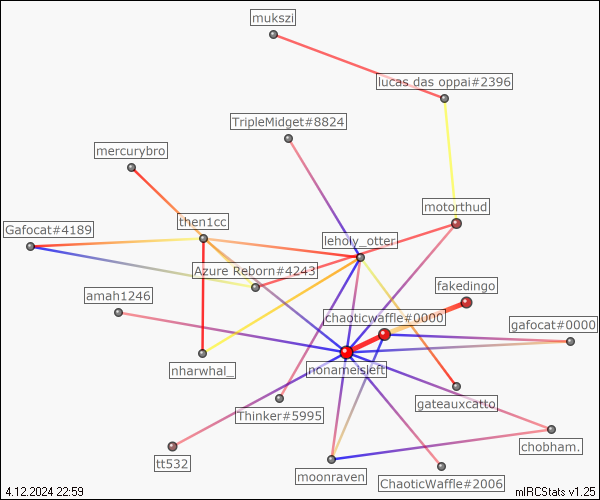 mukszi
lucas das oppai#2396
TripleMidget#8824
mercurybro
motorthud
then1cc
Gafocat#4189
leholy_otter
Azure Reborn#4243
fakedingo
amah1246
chaoticwaffle#0000
gafocat#0000
nharwhal_
nonameisleft
gateauxcatto
Thinker#5995
chobham.
tt532
moonraven
ChaoticWaffle#2006
4.12.2024 22:59
mIRCStats v1.25